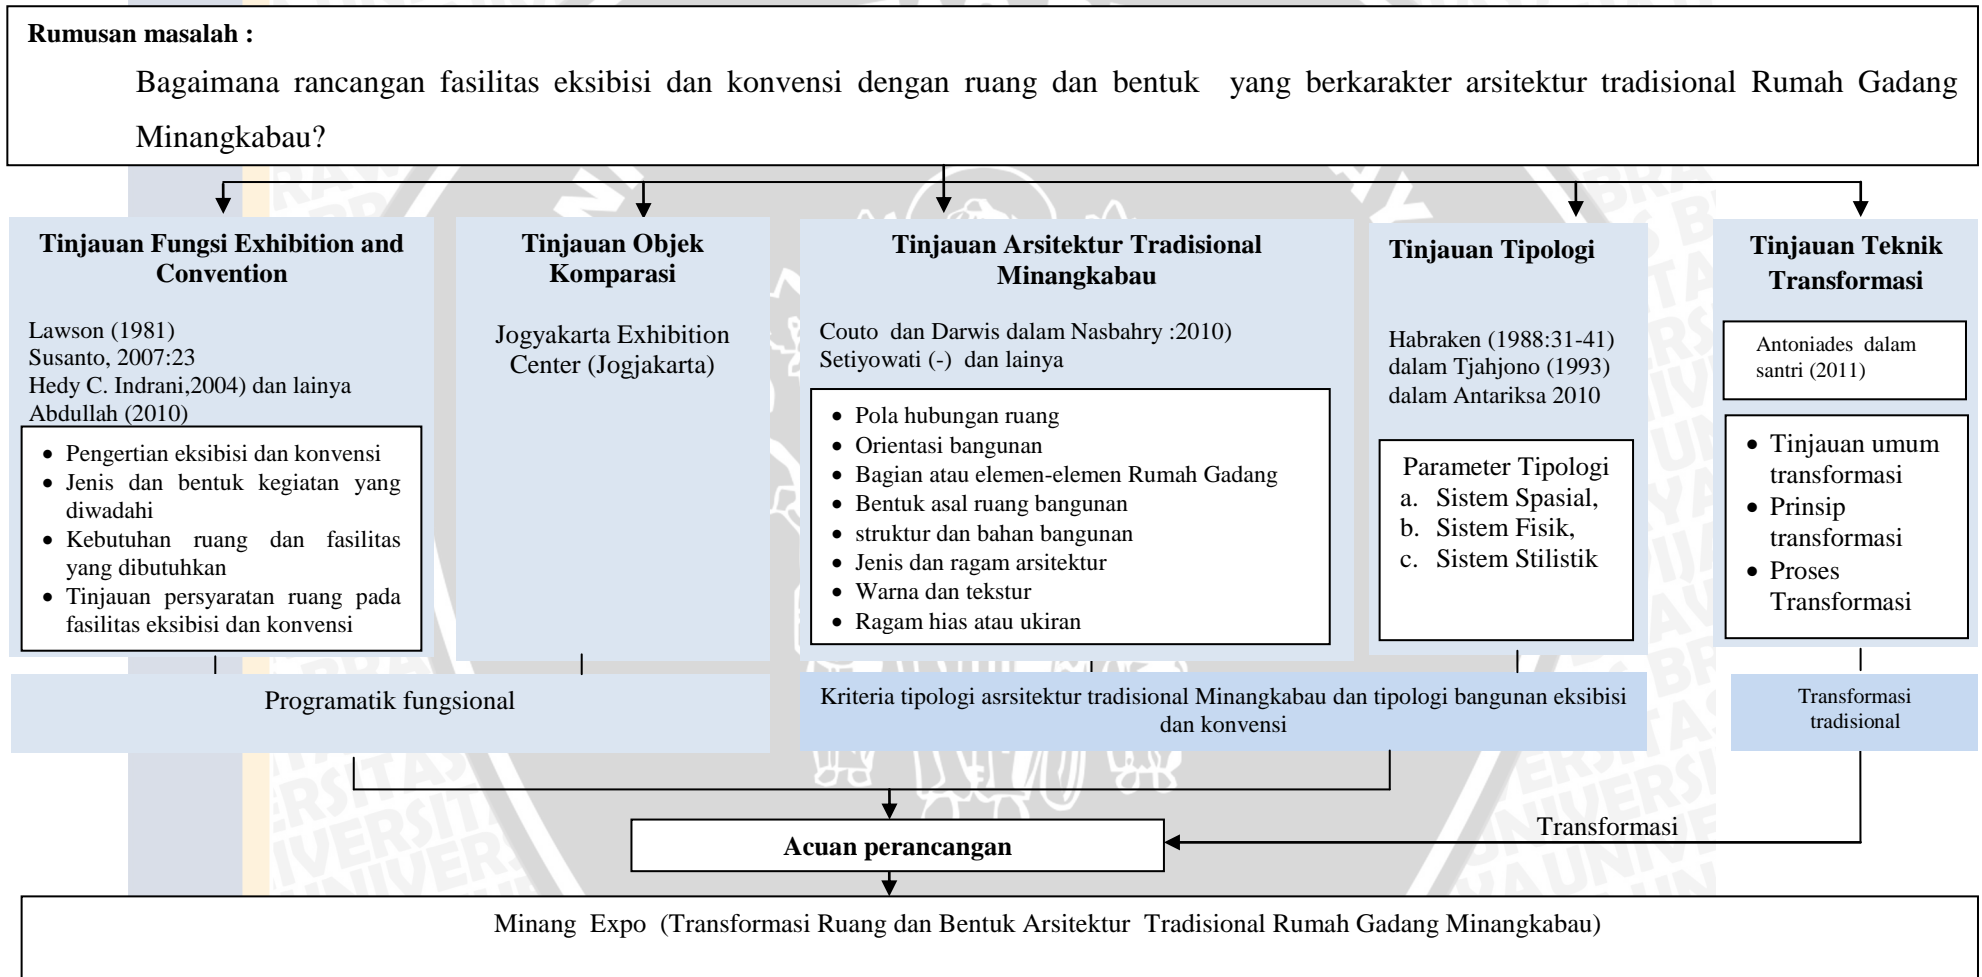 Rumusan masalah :
Bagaimana rancangan fasilitas eksibisi dan konvensi dengan ruang dan bentuk yang berkarakter arsitektur tradisional Rumah Gadang
Minangkabau?
Tinjauan Fungsi Exhibition and
Convention
Lawson (1981)
Susanto, 2007:23
Hedy C. Indrani,2004) dan lainya
Abdullah (2010)
• Pengertian eksibisi dan konvensi
• Jenis dan bentuk kegiatan yang
diwadahi
• Kebutuhan ruang dan fasilitas
yang dibutuhkan
• Tinjauan persyaratan ruang pada
fasilitas eksibisi dan konvensi
Tinjauan Objek
Komparasi
Jogyakarta Exhibition
Center (Jogjakarta)
Tinjauan Arsitektur Tradisional
Minangkabau
Couto dan Darwis dalam Nasbahry :2010)
Setiyowati (-) dan lainya
• Pola hubungan ruang
• Orientasi bangunan
• Bagian atau elemen-elemen Rumah Gadang
• Bentuk asal ruang bangunan
• struktur dan bahan bangunan
• Jenis dan ragam arsitektur
• Warna dan tekstur
• Ragam hias atau ukiran
Tinjauan Tipologi
Habraken (1988:31-41)
dalam Tjahjono (1993)
dalam Antariksa 2010
Parameter Tipologi
a. Sistem Spasial,
b. Sistem Fisik,
c. Sistem Stilistik
Tinjauan Teknik
Transformasi
Antoniades dalam
santri (2011)
• Tinjauan umum
transformasi
• Prinsip
transformasi
• Proses
Transformasi
Programatik fungsional
Kriteria tipologi asrsitektur tradisional Minangkabau dan tipologi bangunan eksibisi
dan konvensi
Transformasi
tradisional
Transformasi
Acuan perancangan
Minang Expo (Transformasi Ruang dan Bentuk Arsitektur Tradisional Rumah Gadang Minangkabau)